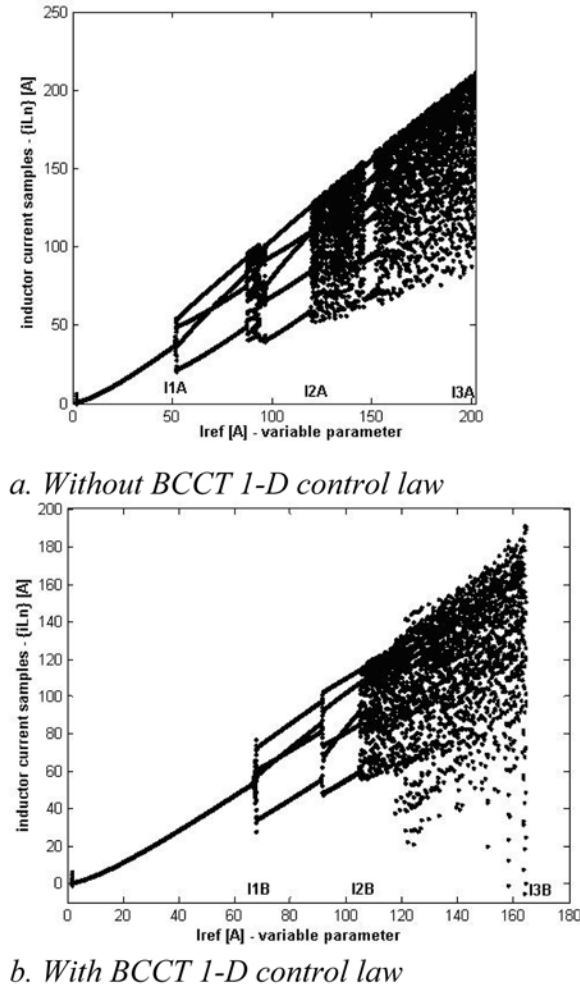 250
200
150
100
50
0
inductor current samples - {iLn} [A]
I1A I2A I3A
0 50 100 150 200
Iref [A] - variable parameter
a. Without BCCT 1-D control law
200
180
160
140
120
100
80
60
40
20
0
inductor current samples - {iLn} [A]
I1B I2B I3B
0 20 40 60 80 100 120 140 160 180
Iref [A] - variable parameter
b. With BCCT 1-D control law